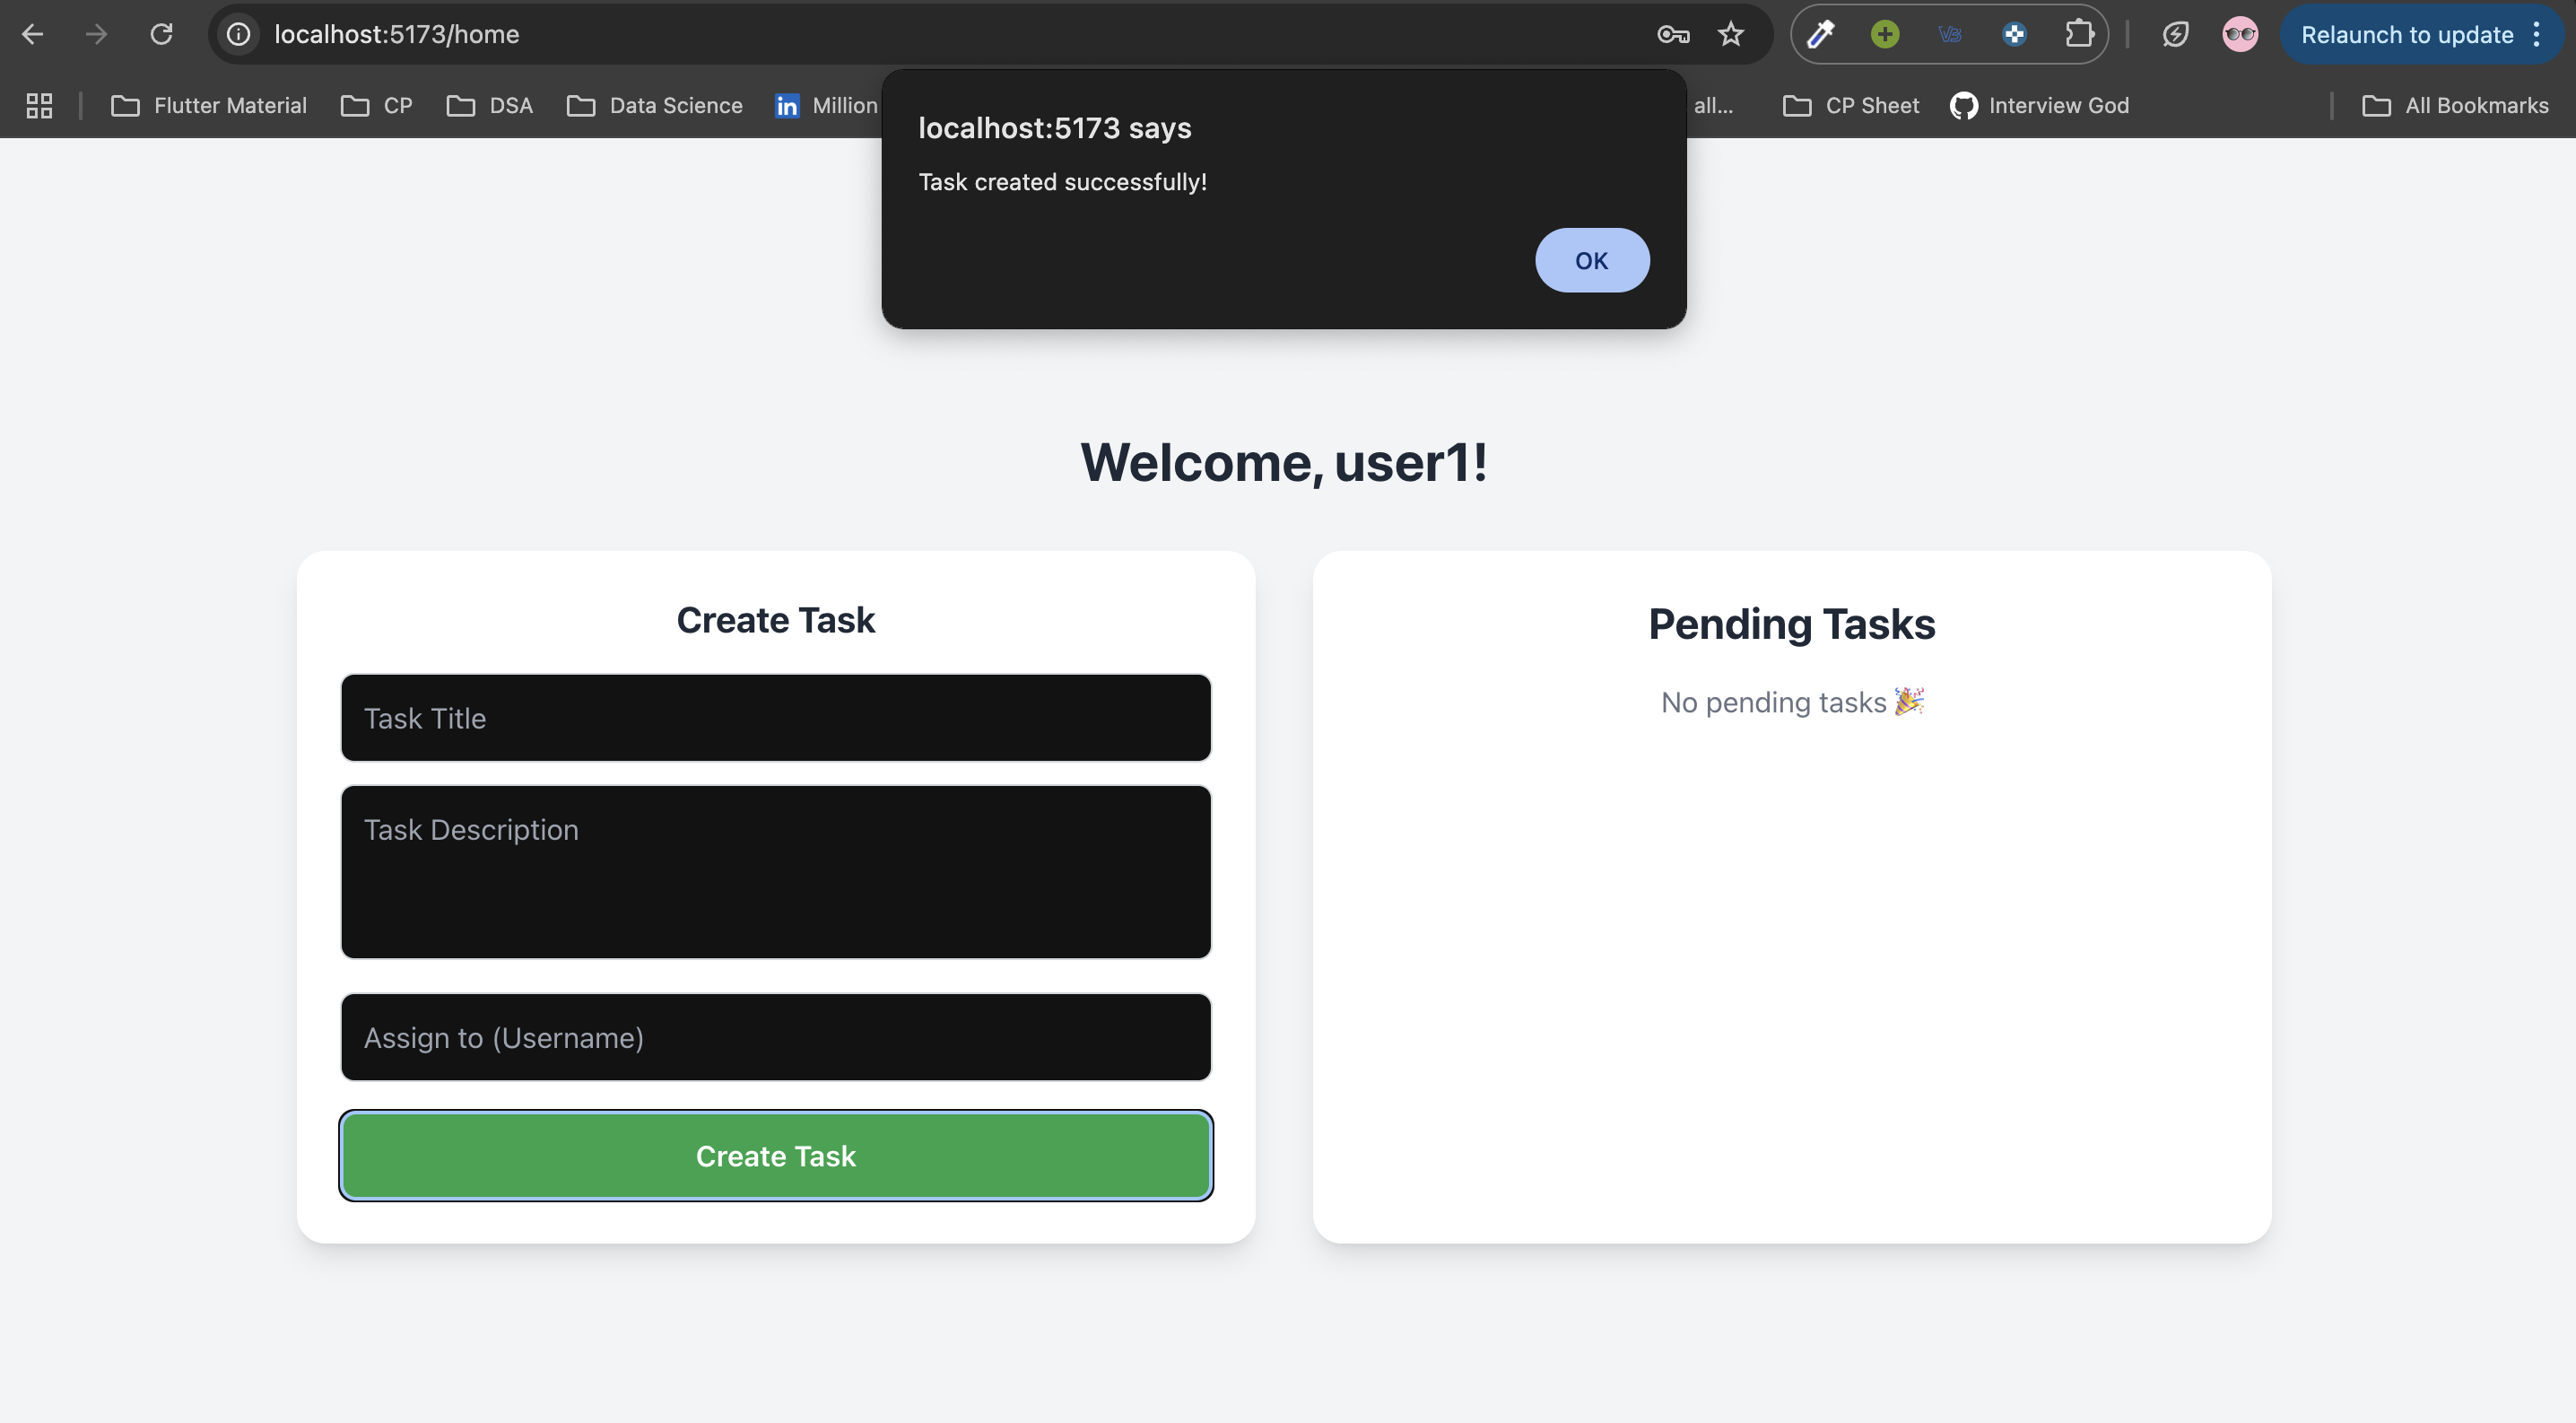 localhost:5173/home
Relaunch to update
Flutter Material
CP
DSA
Data Science
in Million
all...
CP Sheet
Interview God
All Bookmarks
localhost:5173 says
Task created successfully!
OK
Welcome, user1!
Create Task
Task Title
Task Description
Assign to (Username)
Create Task
Pending Tasks
No pending tasks 🎉